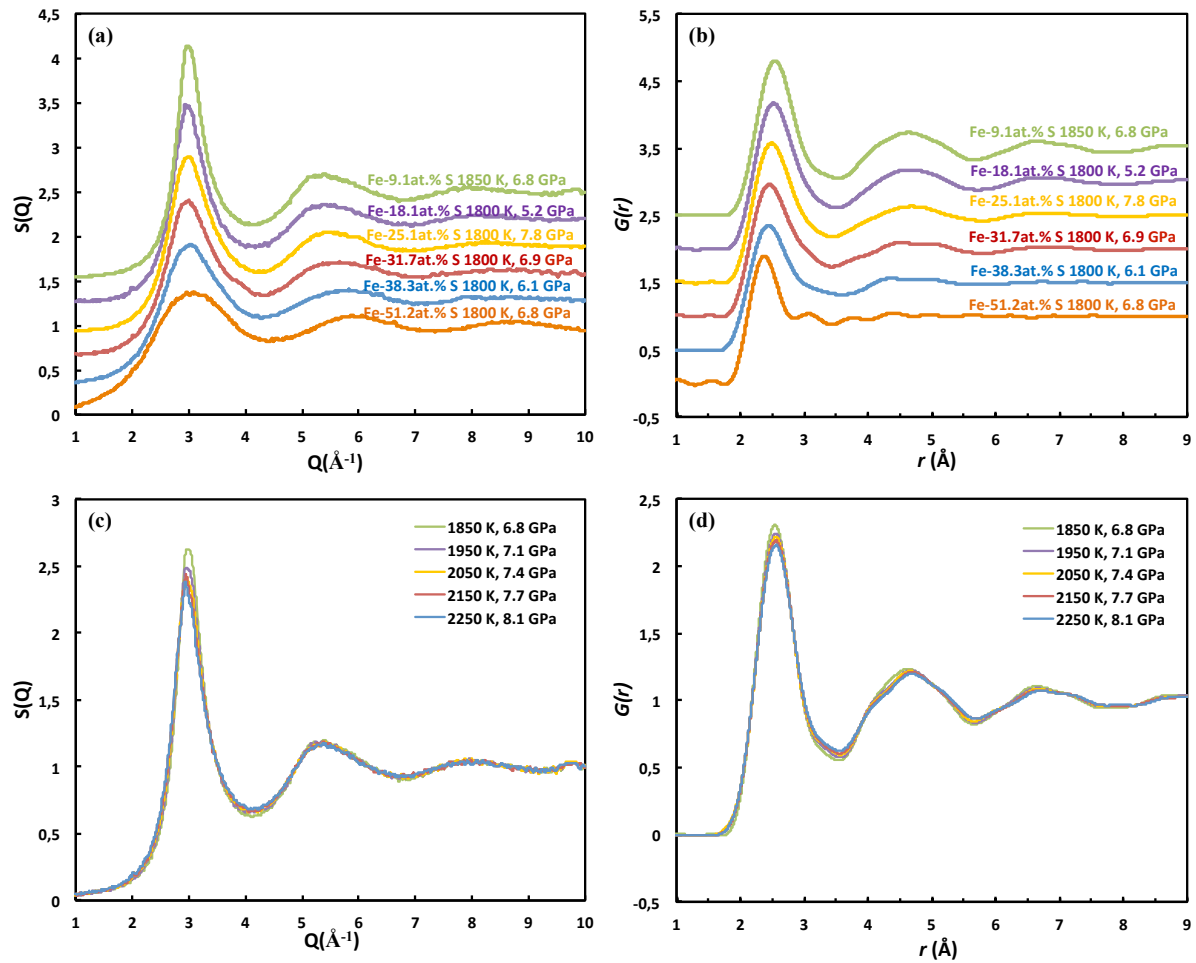 (a)
4,5
4
3,5
3
2,5
2
1,5
1
0,5
0
S(Q)
Fe-9.1at.% S 1850 K, 6.8 GPa
Fe-18.1at.% S 1800 K, 5.2 GPa
Fe-25.1at.% S 1800 K, 7.8 GPa
Fe-31.7at.% S 1800 K, 6.9 GPa
Fe-38.3at.% S 1800 K, 6.1 GPa
Fe-51.2at.% S 1800 K, 6.8 GPa
1 2 3 4 5 6 7 8 9 10
Q(Å⁻¹)
(b)
5,5
4,5
3,5
2,5
1,5
0,5
-0,5
G(r)
Fe-9.1at.% S 1850 K, 6.8 GPa
Fe-18.1at.% S 1800 K, 5.2 GPa
Fe-25.1at.% S 1800 K, 7.8 GPa
Fe-31.7at.% S 1800 K, 6.9 GPa
Fe-38.3at.% S 1800 K, 6.1 GPa
Fe-51.2at.% S 1800 K, 6.8 GPa
1 2 3 4 5 6 7 8 9
r (Å)
(c)
3
2,5
2
1,5
1
0,5
0
S(Q)
1850 K, 6.8 GPa
1950 K, 7.1 GPa
2050 K, 7.4 GPa
2150 K, 7.7 GPa
2250 K, 8.1 GPa
1 2 3 4 5 6 7 8 9 10
Q(Å⁻¹)
(d)
2,5
2
1,5
1
0,5
0
-0,5
G(r)
1850 K, 6.8 GPa
1950 K, 7.1 GPa
2050 K, 7.4 GPa
2150 K, 7.7 GPa
2250 K, 8.1 GPa
1 2 3 4 5 6 7 8 9
r (Å)